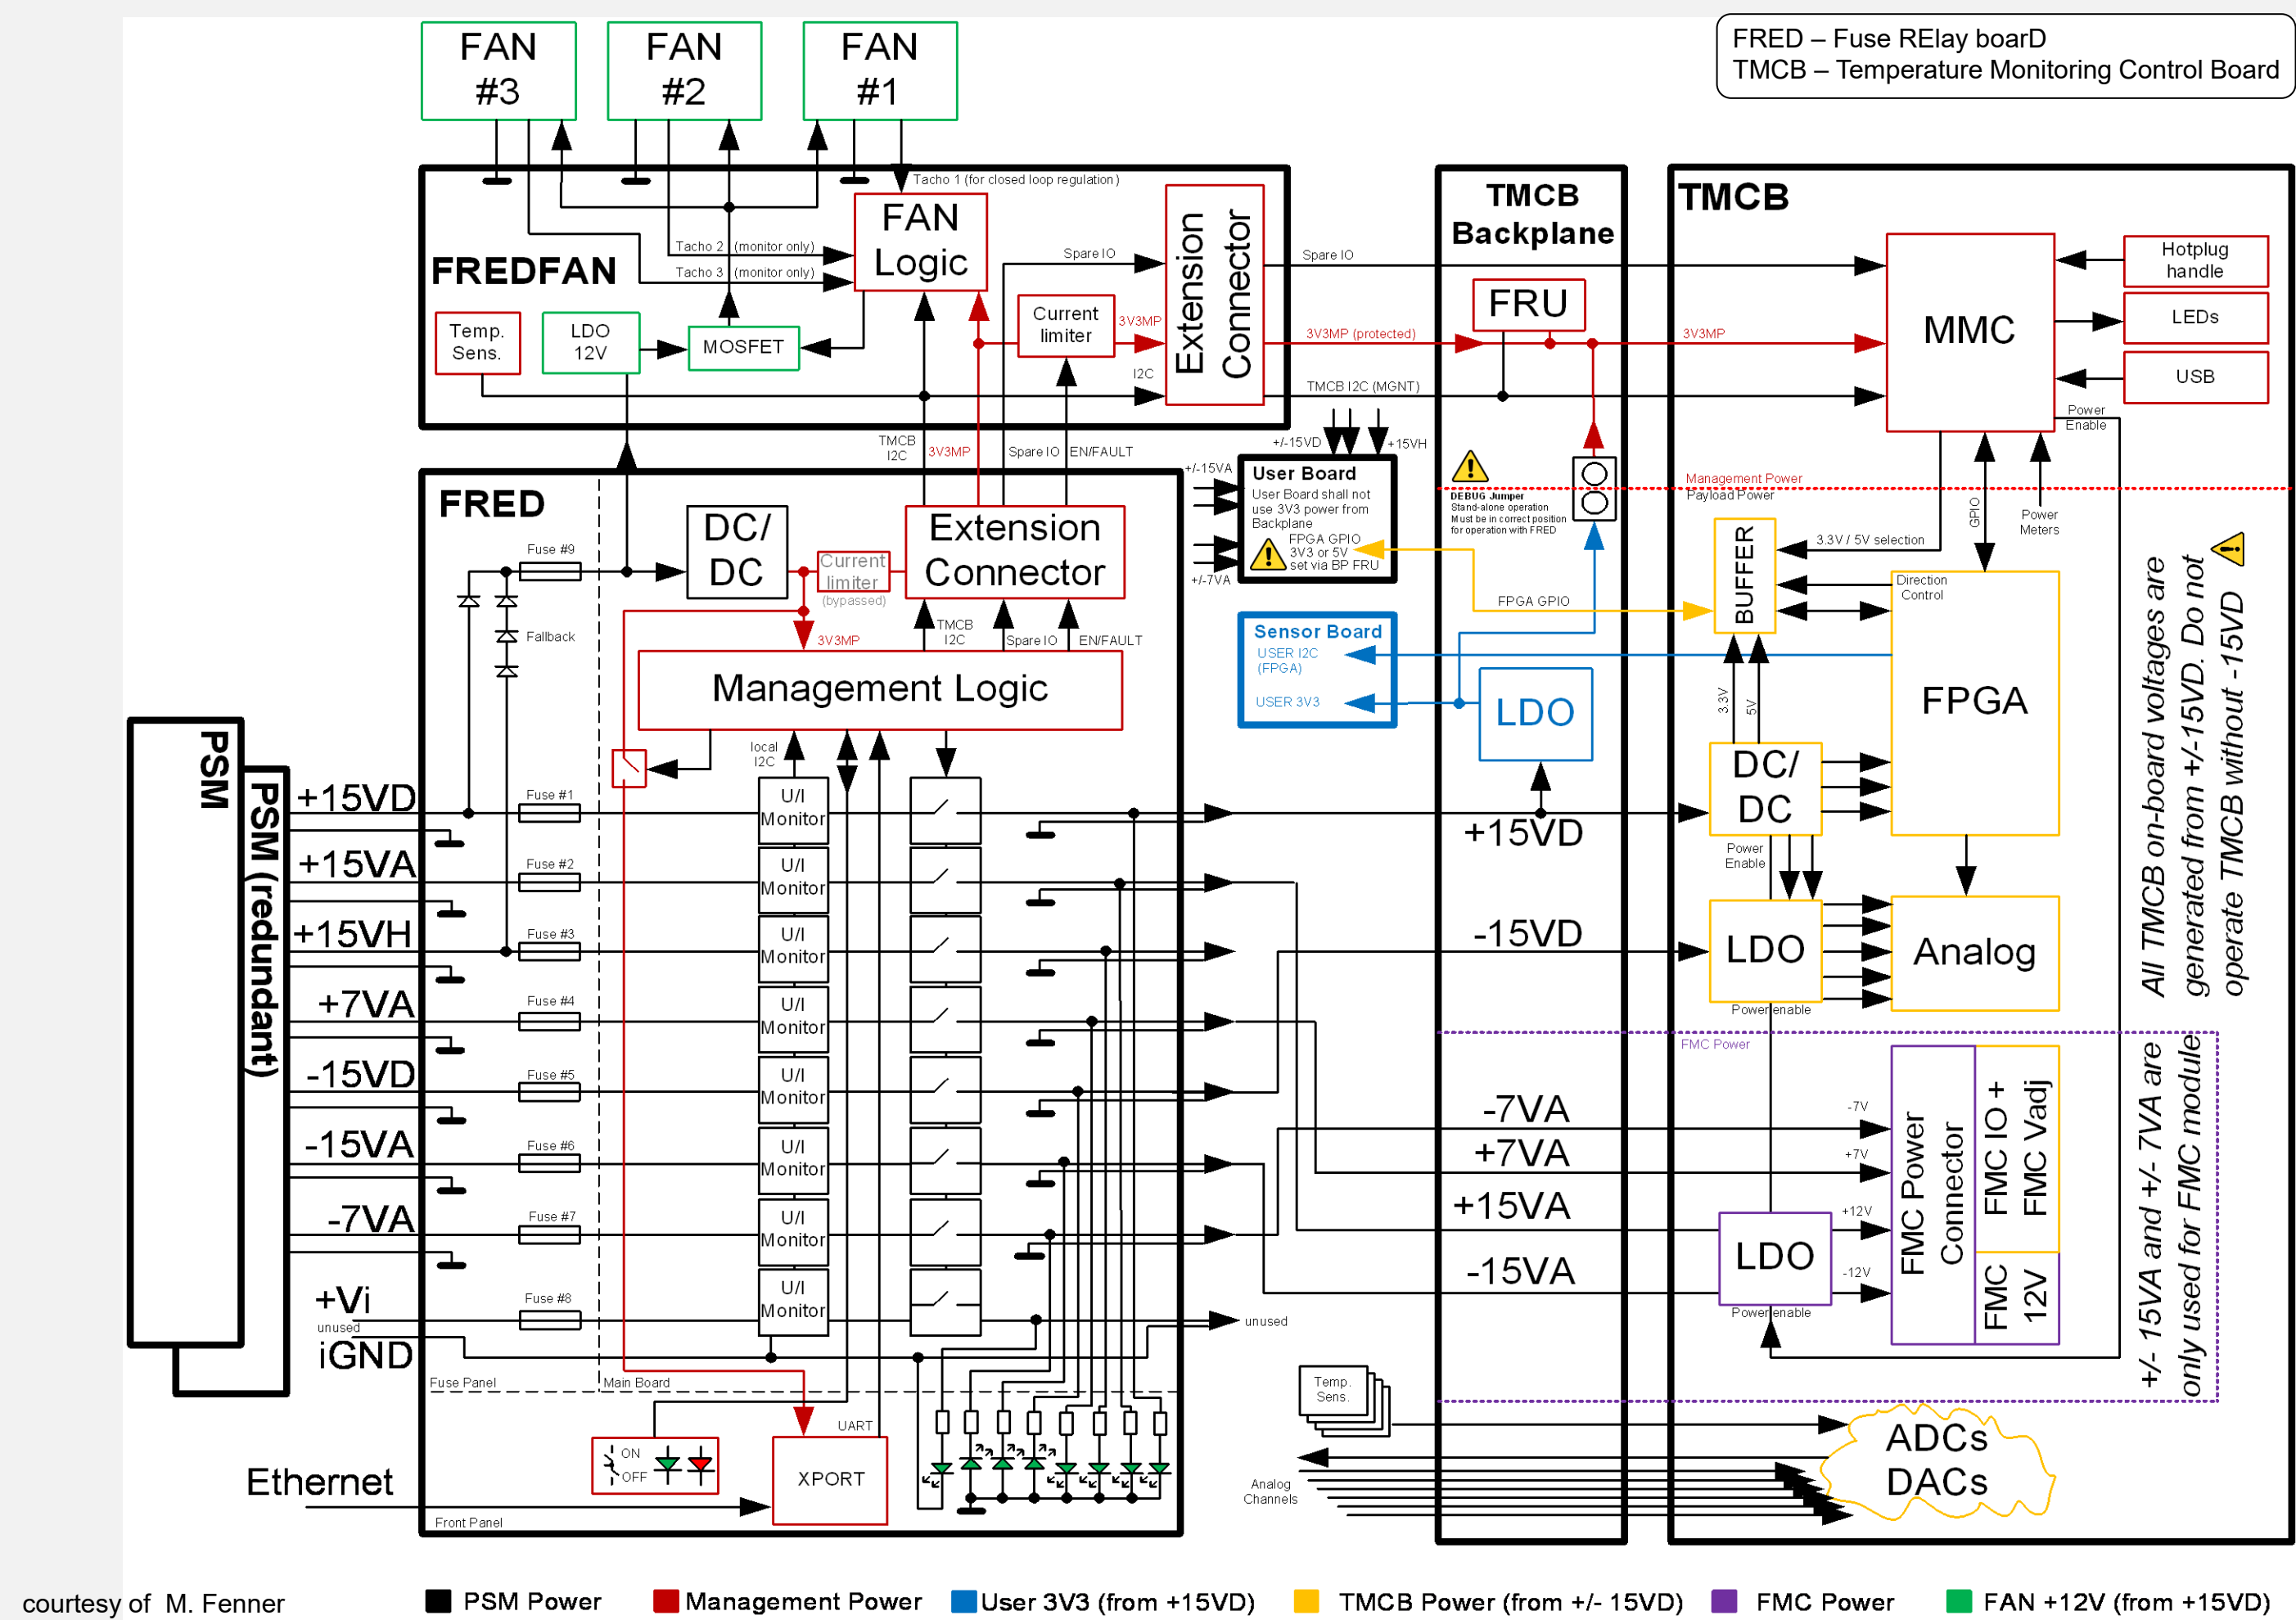 FRED – Fuse RElay boarD
TMCB – Temperature Monitoring Control Board
FAN
#3
FAN
#2
FAN
#1
FREDFAN
Tacho 1 (for closed loop regulation)
FAN
Logic
Tacho 2 (monitor only)
Tacho 3 (monitor only)
Temp.
Sens.
LDO
12V
MOSFET
Spare IO
Current
limiter
3V3MP
I2C
Extension
Connector
Spare IO
3V3MP (protected)
TMCB I2C (MGNT)
TMCB
I2C
3V3MP
Spare IO
EN/FAULT
TMCB
Backplane
FRU
DEBUG Jumper
Stand-alone operation
Must be in correct position
for operation with FRED
TMCB
MMC
Hotplug
handle
LEDs
USB
3V3MP
Power
Enable
Management Power
Payload Power
GPIO
Power
Meters
3.3V / 5V selection
BUFFER
Direction
Control
FPGA
3.3V
5V
DC/
DC
Power
Enable
LDO
Power enable
Analog
All TMCB on-board voltages are
generated from +/-15VD. Do not
operate TMCB without -15VD
+/-15VD
+15VH
+/-15VA
+/-7VA
User Board
User Board shall not
use 3V3 power from
Backplane
FPGA GPIO
3V3 or 5V
set via BP FRU
FPGA GPIO
Sensor Board
USER I2C
(FPGA)
USER 3V3
LDO
FRED
Fuse #9
Fallback
DC/
DC
Current
limiter
(bypassed)
Extension
Connector
3V3MP
TMCB
I2C
Spare IO
EN/FAULT
Management Logic
local
I2C
PSM
PSM (redundant)
+15VD
Fuse #1
U/I
Monitor
+15VD
+15VA
Fuse #2
U/I
Monitor
+15VH
Fuse #3
U/I
Monitor
-15VD
+7VA
Fuse #4
U/I
Monitor
-15VD
Fuse #5
U/I
Monitor
-15VA
Fuse #6
U/I
Monitor
-7VA
Fuse #7
U/I
Monitor
+Vi
unused
iGND
Fuse #8
U/I
Monitor
unused
-7VA
+7VA
+15VA
-15VA
FMC Power
-7V
+7V
+12V
-12V
LDO
Power enable
FMC Power
Connector
FMC IO +
FMC Vadj
FMC
12V
+/- 15VA and +/- 7VA are
only used for FMC module
Fuse Panel
Main Board
ON
OFF
UART
XPORT
Ethernet
Front Panel
Temp.
Sens.
Analog
Channels
ADCs
DACs
courtesy of M. Fenner
PSM Power
Management Power
User 3V3 (from +15VD)
TMCB Power (from +/- 15VD)
FMC Power
FAN +12V (from +15VD)